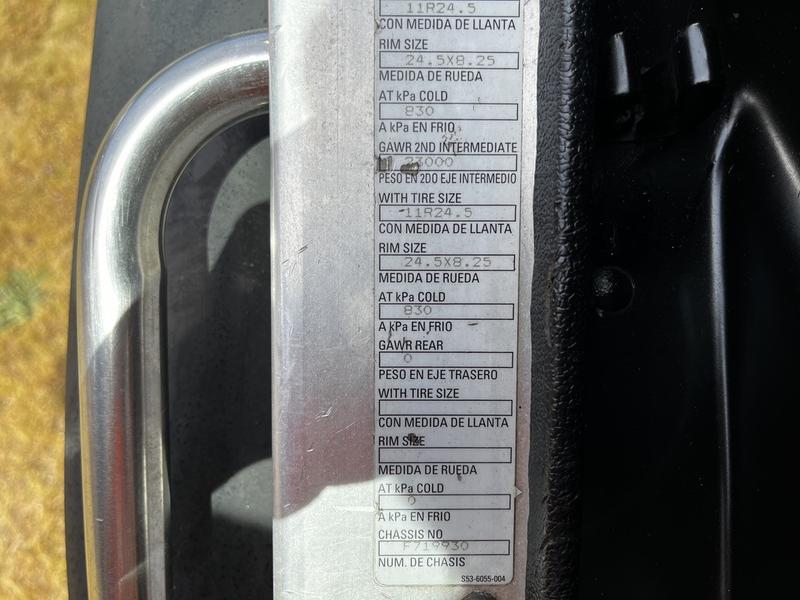 11R24.5
CON MEDIDA DE LLANTA
RIM SIZE
24.5X8.25
MEDIDA DE RUEDA
AT kPa COLD
830
A kPa EN FRIO
GAWR 2ND INTERMEDIATE
23000
PESO EN 2DO EJE INTERMEDIO
WITH TIRE SIZE
11R24.5
CON MEDIDA DE LLANTA
RIM SIZE
24.5X8.25
MEDIDA DE RUEDA
AT kPa COLD
830
A kPa EN FRIO
GAWR REAR
0
PESO EN EJE TRASERO
WITH TIRE SIZE
CON MEDIDA DE LLANTA
RIM SIZE
MEDIDA DE RUEDA
AT kPa COLD
0
A kPa EN FRIO
CHASSIS NO
F719930
NUM. DE CHASIS
S53-6055-004